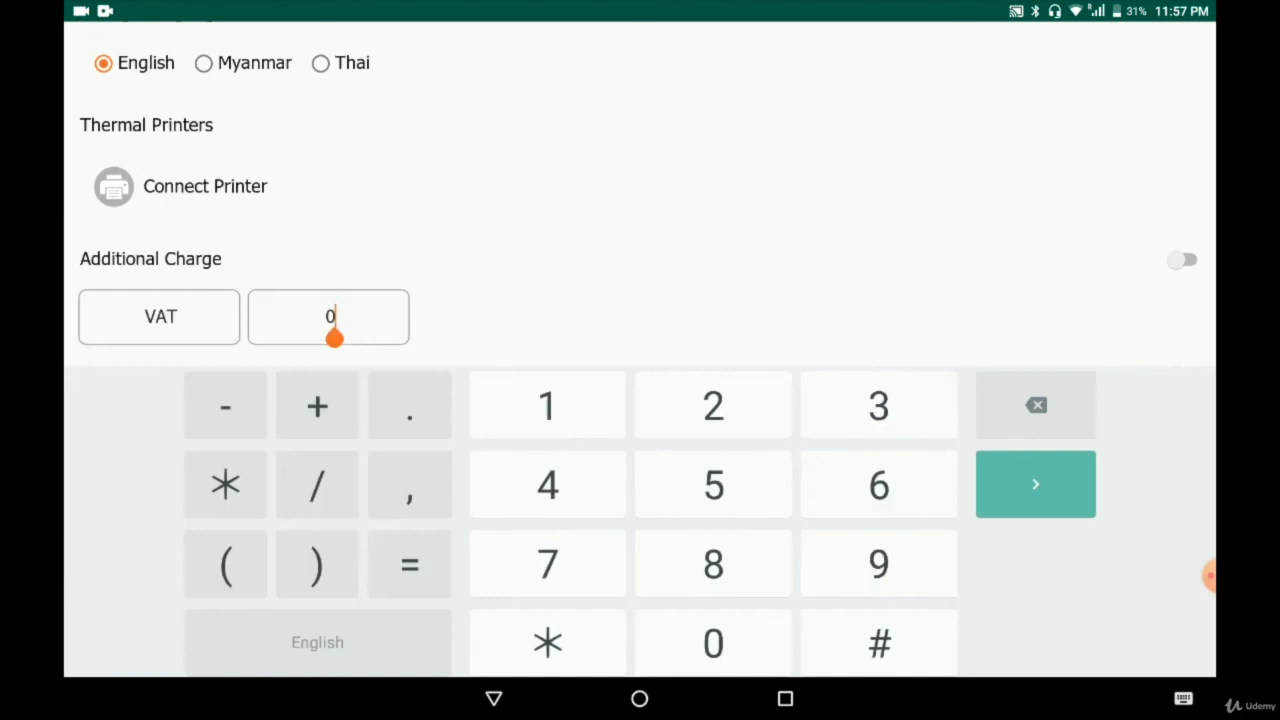 31% 11:57 PM
English Myanmar Thai
Thermal Printers
Connect Printer
Additional Charge
VAT 0
- + . 1 2 3
* / , 4 5 6
( ) = 7 8 9
English * 0 #
Udemy